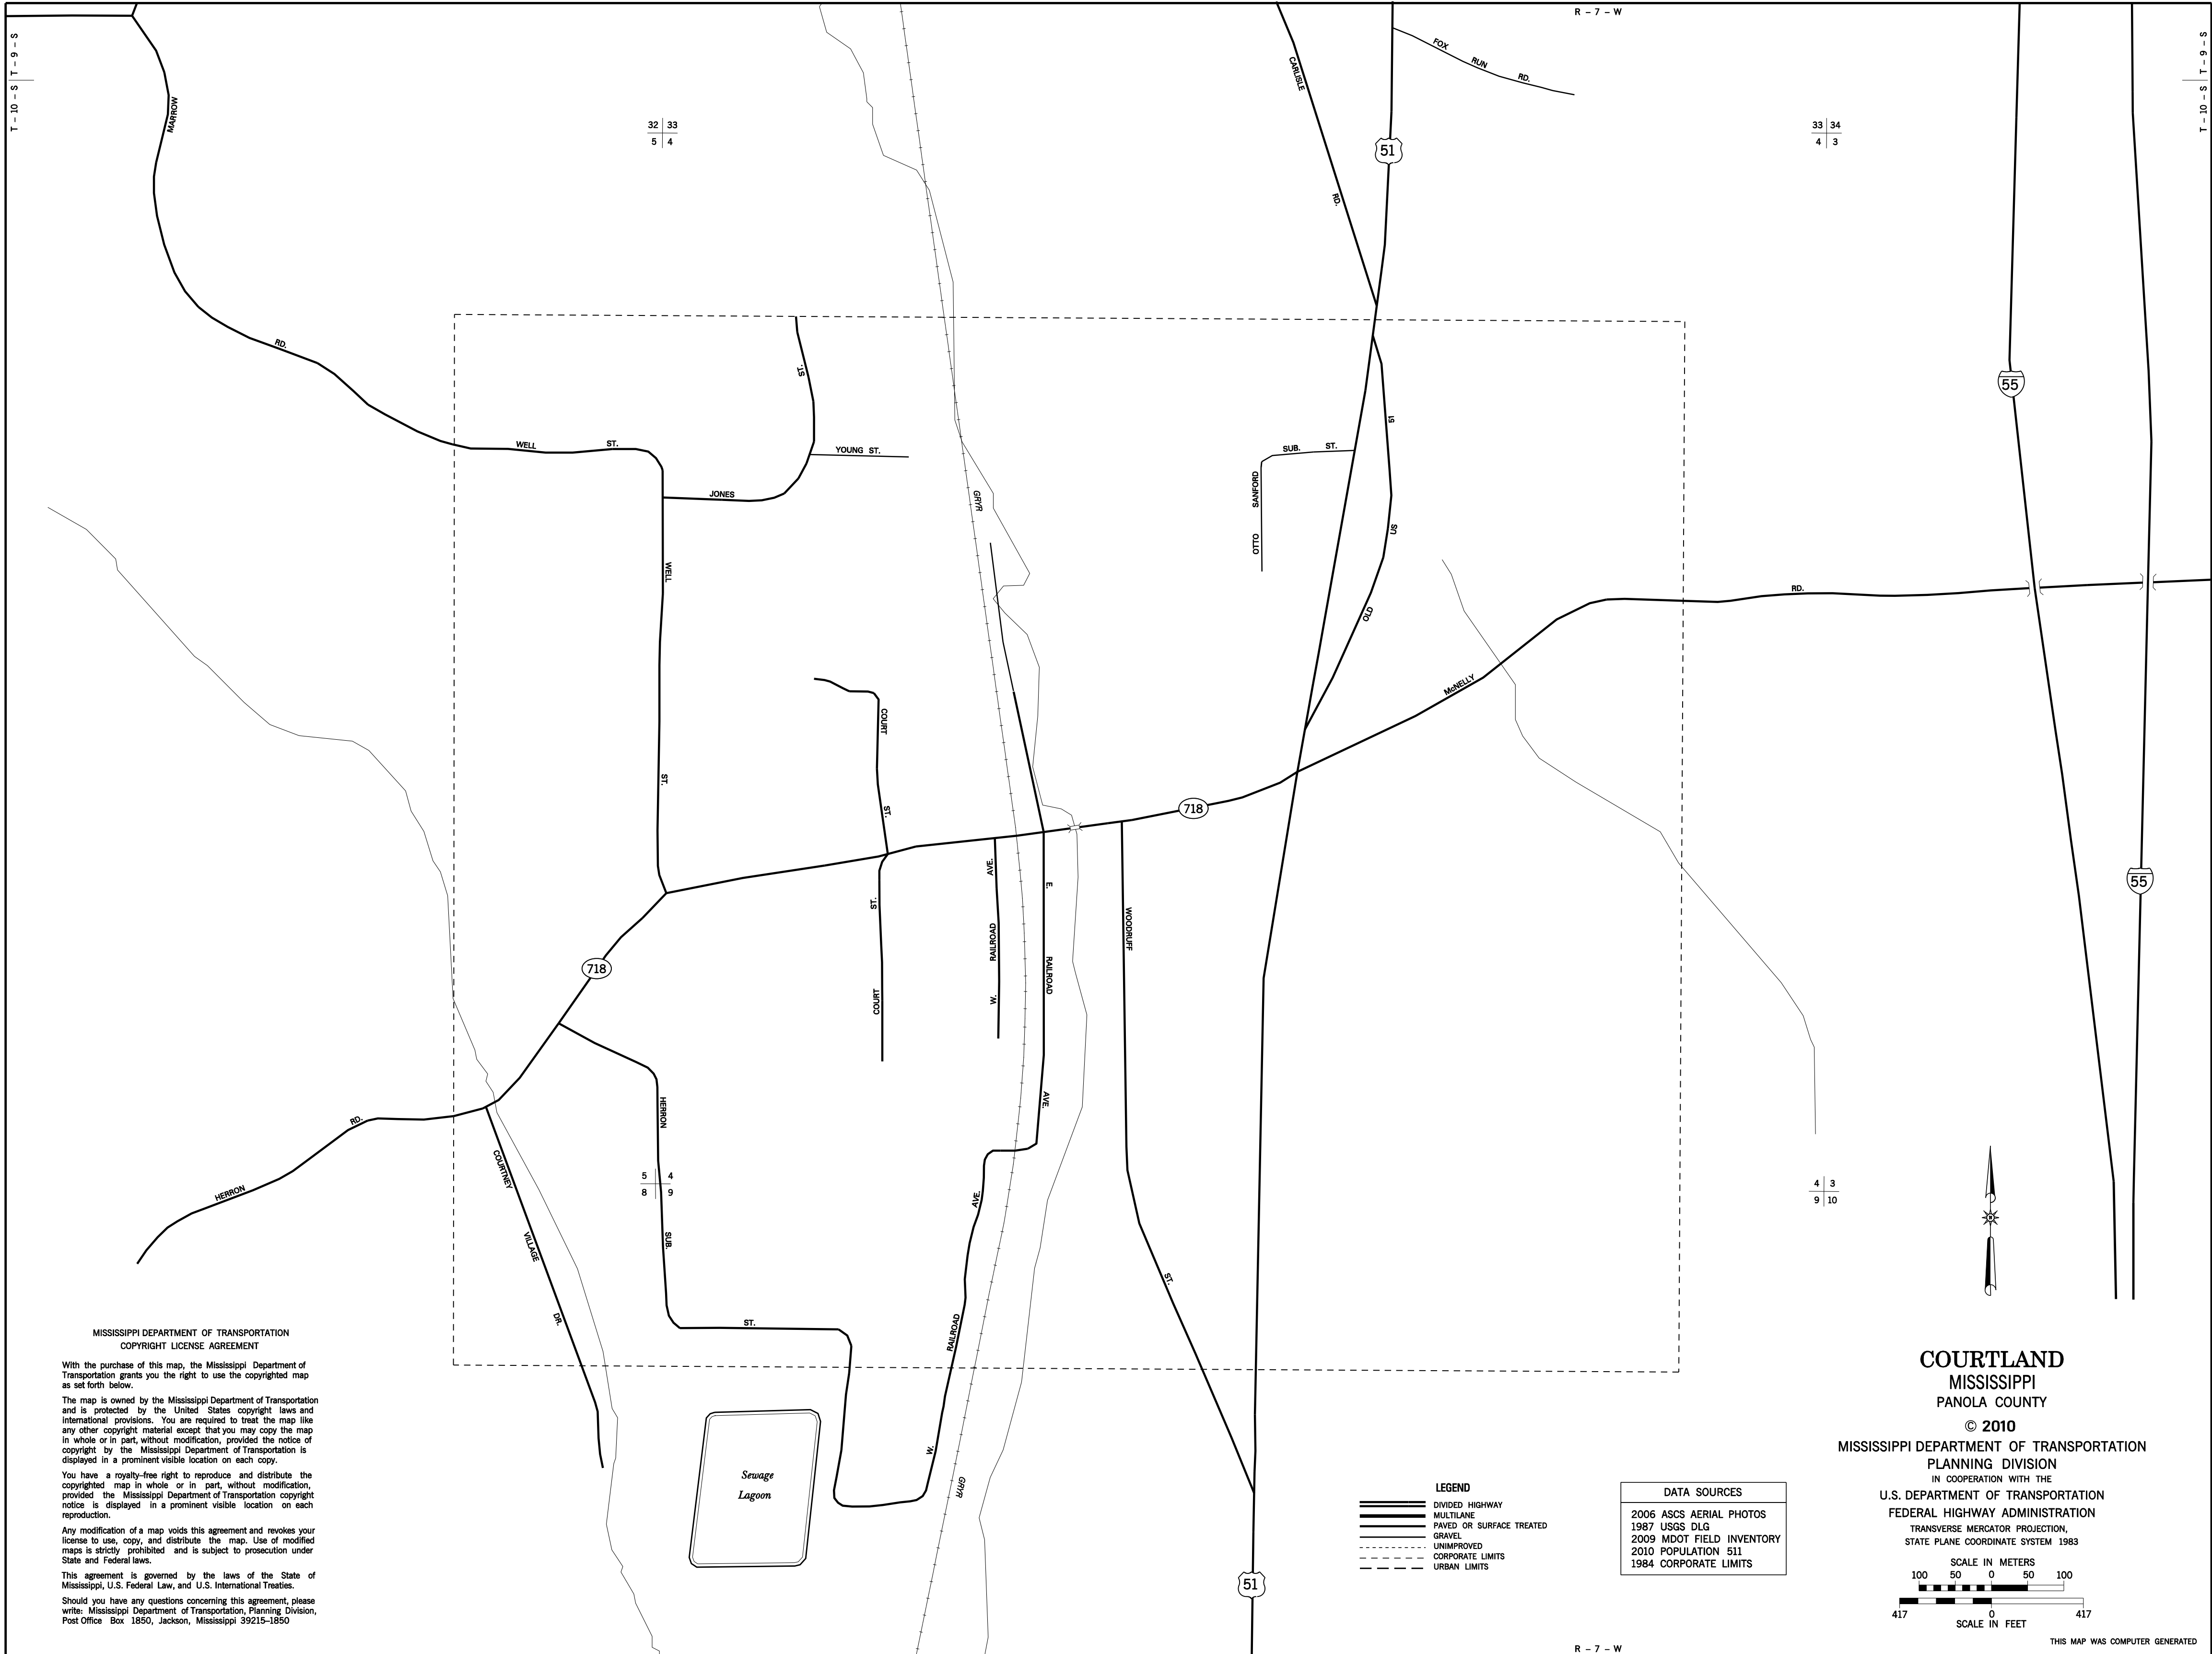 R - 7 - W
T - 10 - S T - 9 - S
T - 10 - S T - 9 - S
FOX RUN RD.
CARLISLE RD.
MARROW RD.
32 33
5 4
33 34
4 3
51
55
WELL ST.
ST.
YOUNG ST.
JONES
GRYR
SUB. ST.
OTTO SANFORD
51
US
OLD
WELL ST.
RD.
McNELLY
COURT ST.
718
55
AVE.
RAILROAD
W.
E.
RAILROAD
AVE.
WOODRUFF
ST.
ST.
COURT
718
HERRON
SUB.
ST.
RD.
HERRON
COURTNEY
VILLAGE
DR.
5 4
8 9
4 3
9 10
AVE.
RAILROAD
W.
GRYR
51
Sewage
Lagoon
MISSISSIPPI DEPARTMENT OF TRANSPORTATION
COPYRIGHT LICENSE AGREEMENT
With the purchase of this map, the Mississippi Department of
Transportation grants you the right to use the copyrighted map
as set forth below.
The map is owned by the Mississippi Department of Transportation
and is protected by the United States copyright laws and
international provisions. You are required to treat the map like
any other copyright material except that you may copy the map
in whole or in part, without modification, provided the notice of
copyright by the Mississippi Department of Transportation is
displayed in a prominent visible location on each copy.
You have a royalty-free right to reproduce and distribute the
copyrighted map in whole or in part, without modification,
provided the Mississippi Department of Transportation copyright
notice is displayed in a prominent visible location on each
reproduction.
Any modification of a map voids this agreement and revokes your
license to use, copy, and distribute the map. Use of modified
maps is strictly prohibited and is subject to prosecution under
State and Federal laws.
This agreement is governed by the laws of the State of
Mississippi, U.S. Federal Law, and U.S. International Treaties.
Should you have any questions concerning this agreement, please
write: Mississippi Department of Transportation, Planning Division,
Post Office Box 1850, Jackson, Mississippi 39215-1850
LEGEND
DIVIDED HIGHWAY
MULTILANE
PAVED OR SURFACE TREATED
GRAVEL
UNIMPROVED
CORPORATE LIMITS
URBAN LIMITS
DATA SOURCES
2006 ASCS AERIAL PHOTOS
1987 USGS DLG
2009 MDOT FIELD INVENTORY
2010 POPULATION 511
1984 CORPORATE LIMITS
COURTLAND
MISSISSIPPI
PANOLA COUNTY
© 2010
MISSISSIPPI DEPARTMENT OF TRANSPORTATION
PLANNING DIVISION
IN COOPERATION WITH THE
U.S. DEPARTMENT OF TRANSPORTATION
FEDERAL HIGHWAY ADMINISTRATION
TRANSVERSE MERCATOR PROJECTION,
STATE PLANE COORDINATE SYSTEM 1983
SCALE IN METERS
100 50 0 50 100
417 0 417
SCALE IN FEET
R - 7 - W
THIS MAP WAS COMPUTER GENERATED